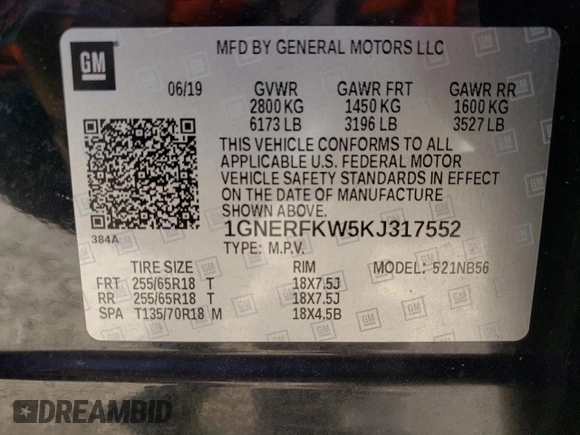 GM
MFD BY GENERAL MOTORS LLC
06/19 GVWR GAWR FRT GAWR RR
2800 KG 1450 KG 1600 KG
6173 LB 3196 LB 3527 LB
THIS VEHICLE CONFORMS TO ALL
APPLICABLE U.S. FEDERAL MOTOR
VEHICLE SAFETY STANDARDS IN EFFECT
ON THE DATE OF MANUFACTURE
SHOWN ABOVE.
384A
1GNERFKW5KJ317552
TYPE: M.P.V.
TIRE SIZE RIM MODEL: 521NB56
FRT 255/65R18 T 18X7.5J
RR 255/65R18 T 18X7.5J
SPA T135/70R18 M 18X4.5B
DREAMBID